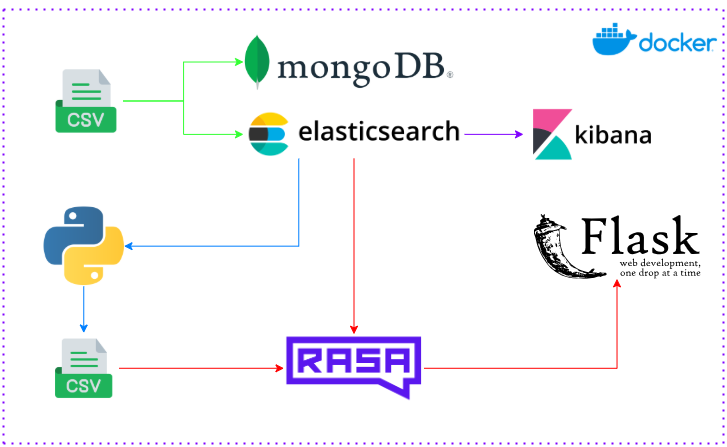 docker
mongoDB®
CSV
elasticsearch
kibana
Flask
web development,
one drop at a time
RASA
CSV